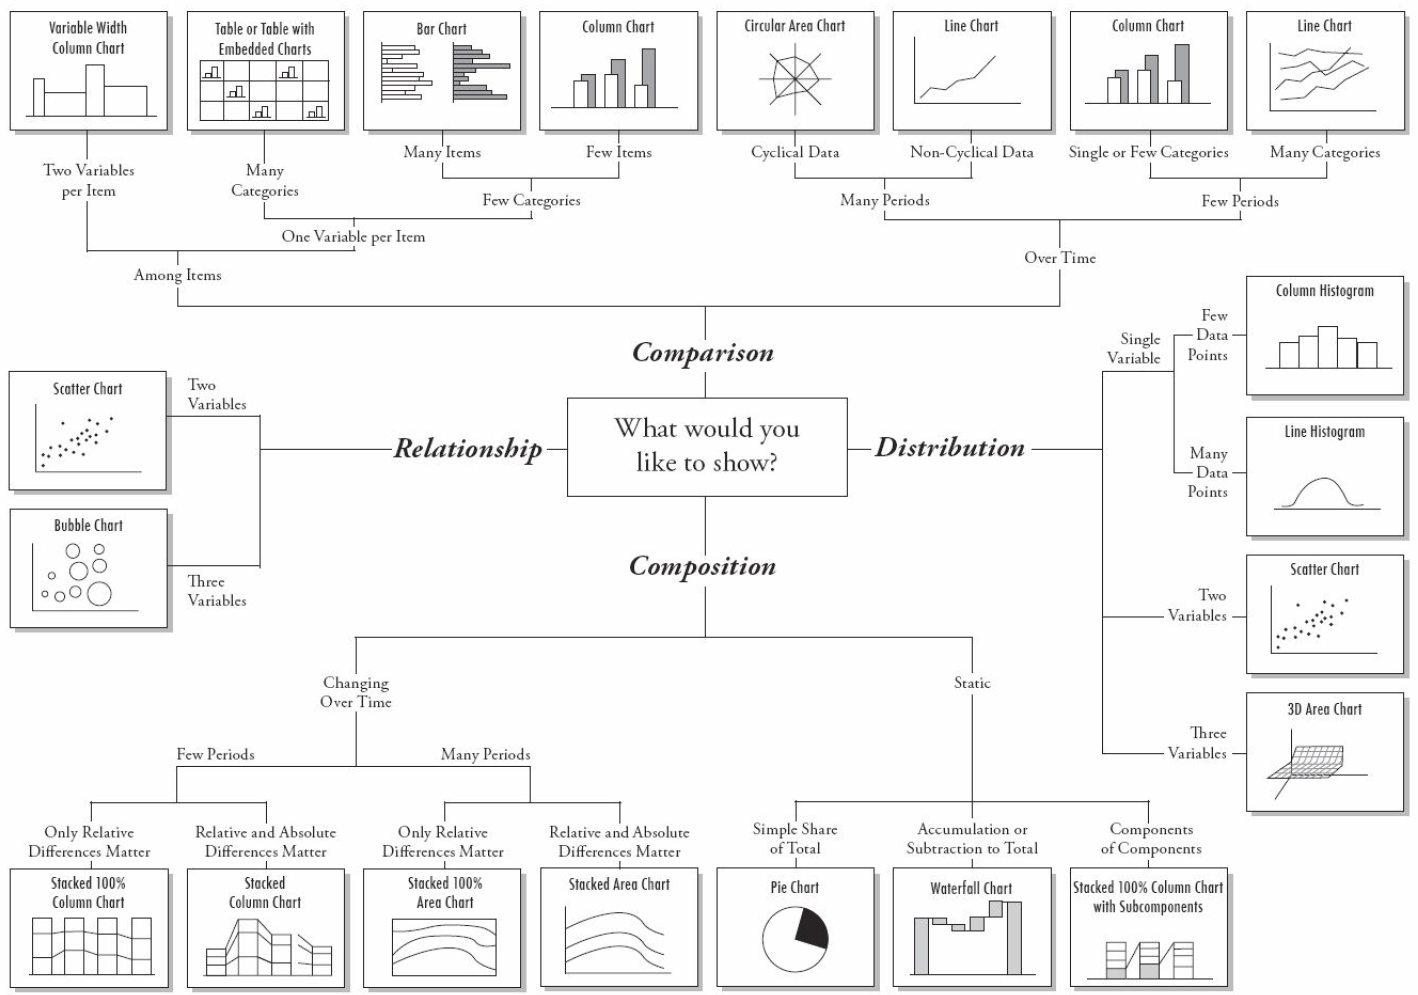 Variable Width
Column Chart
Table or Table with
Embedded Charts
Bar Chart
Column Chart
Circular Area Chart
Line Chart
Column Chart
Line Chart
Two Variables
per Item
Many
Categories
Many Items
Few Items
Cyclical Data
Non-Cyclical Data
Single or Few Categories
Many Categories
Few Categories
Many Periods
Few Periods
One Variable per Item
Among Items
Over Time
Comparison
What would you
like to show?
Relationship
Two
Variables
Scatter Chart
Three
Variables
Bubble Chart
Distribution
Single
Variable
Few
Data
Points
Column Histogram
Many
Data
Points
Line Histogram
Two
Variables
Scatter Chart
Three
Variables
3D Area Chart
Composition
Changing
Over Time
Static
Few Periods
Many Periods
Only Relative
Differences Matter
Relative and Absolute
Differences Matter
Only Relative
Differences Matter
Relative and Absolute
Differences Matter
Simple Share
of Total
Accumulation or
Subtraction to Total
Components
of Components
Stacked 100%
Column Chart
Stacked
Column Chart
Stacked 100%
Area Chart
Stacked Area Chart
Pie Chart
Waterfall Chart
Stacked 100% Column Chart
with Subcomponents